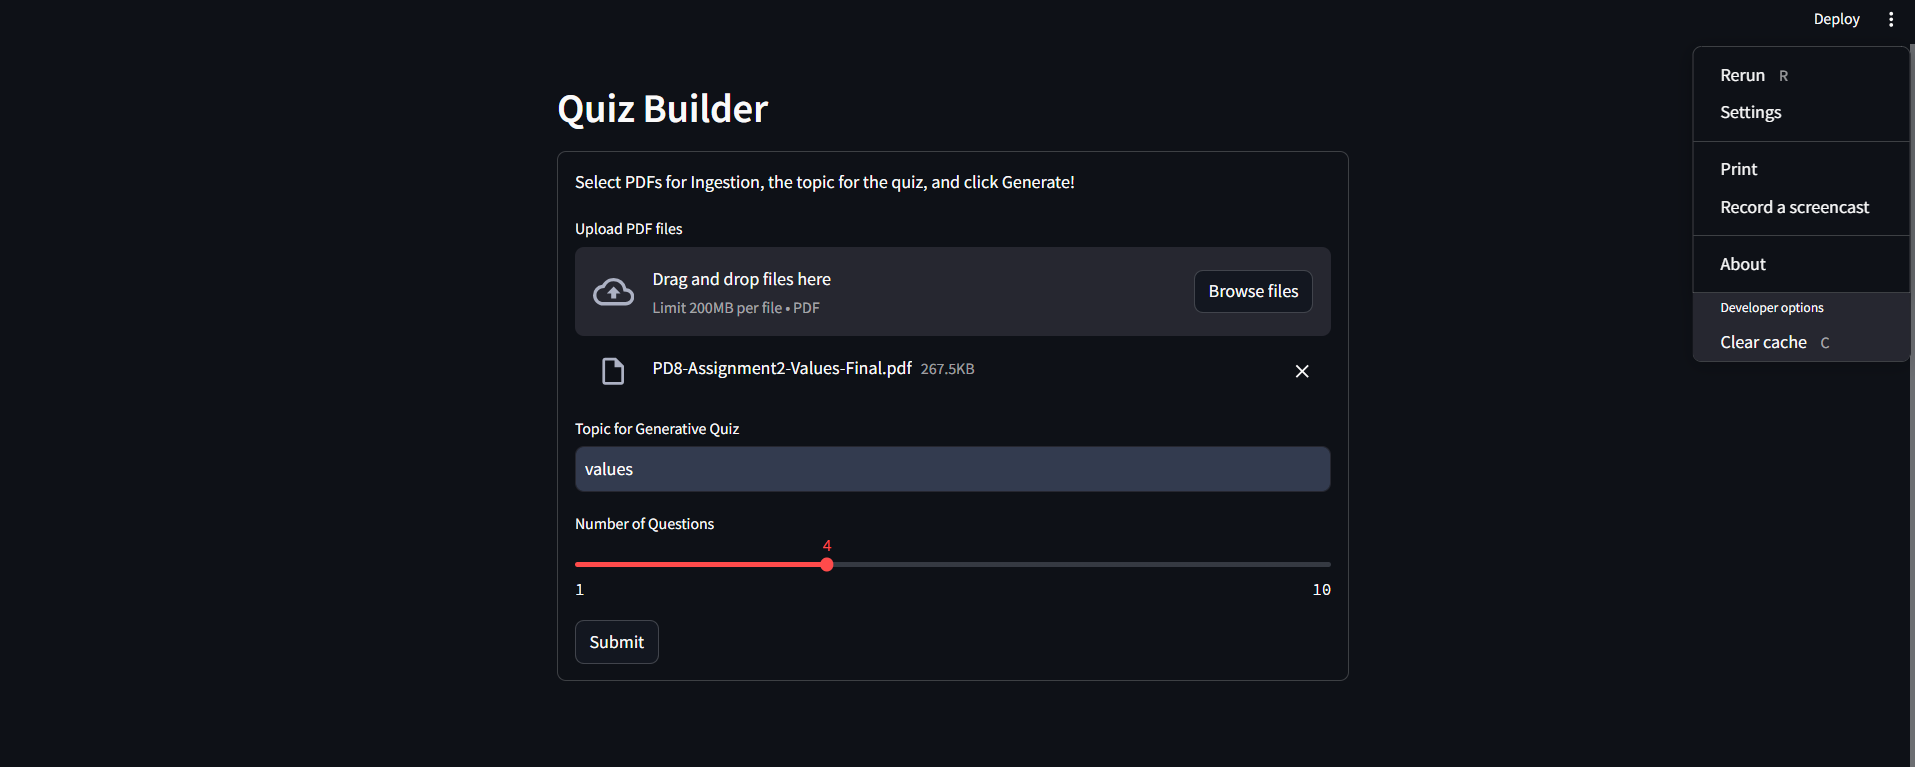 Deploy
Rerun R
Settings
Print
Record a screencast
About
Developer options
Clear cache C
Quiz Builder
Select PDFs for Ingestion, the topic for the quiz, and click Generate!
Upload PDF files
Drag and drop files here
Limit 200MB per file • PDF
Browse files
PD8-Assignment2-Values-Final.pdf 267.5KB
Topic for Generative Quiz
values
Number of Questions
4
1 10
Submit